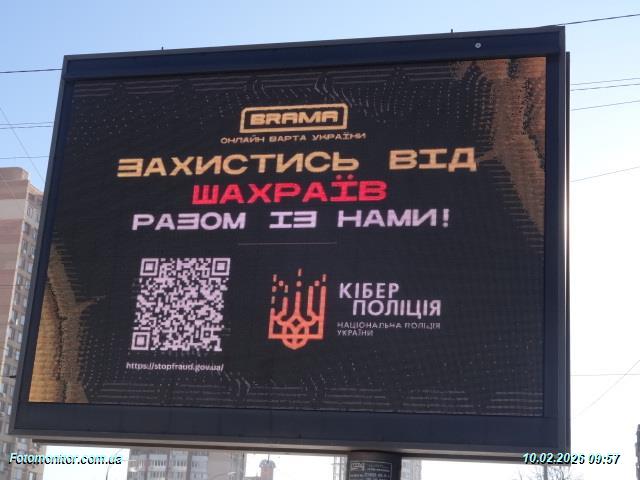 BRAMA
ОНЛАЙН ВАРТА УКРАЇНИ
ЗАХИСТИСЬ ВІД
ШАХРАЇВ
РАЗОМ ІЗ НАМИ!
КІБЕР
ПОЛІЦІЯ
НАЦІОНАЛЬНА ПОЛІЦІЯ
УКРАЇНИ
https://stopfraud.gov.ua/
Fotomonitor.com.ua
10.02.2026 09:57